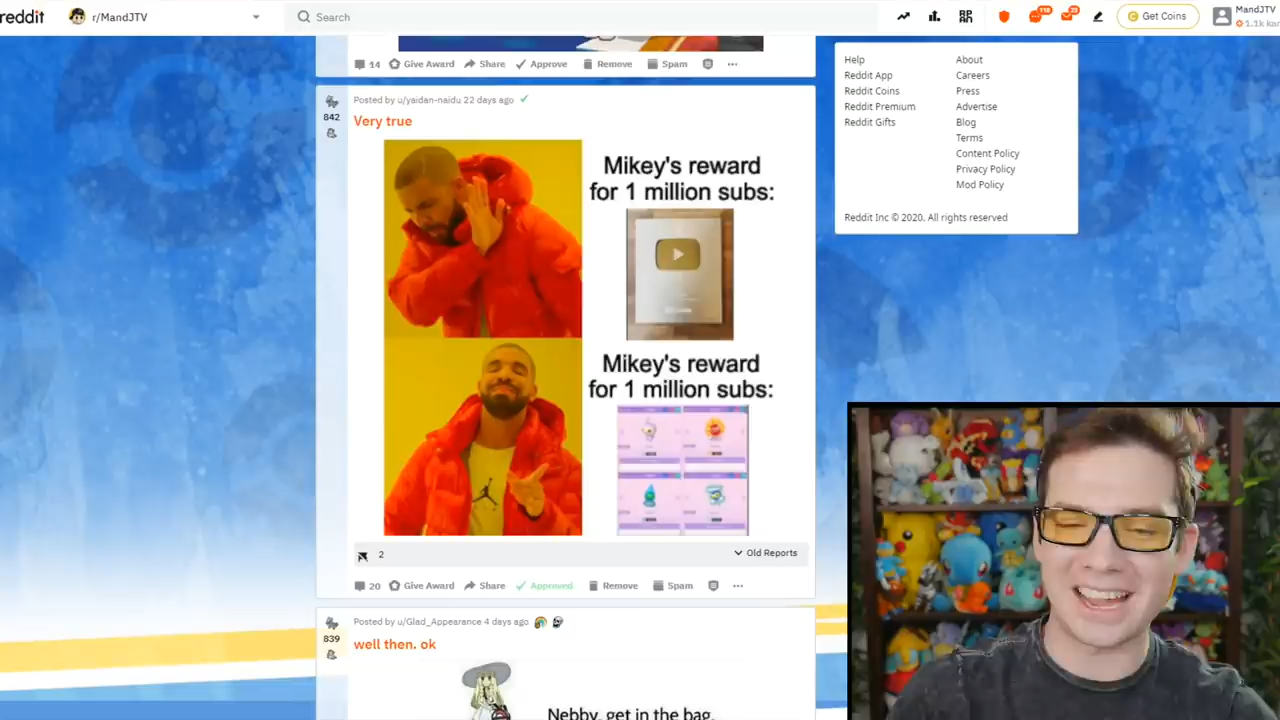 reddit
r/MandJTV
Search
110
23
Get Coins
MandJTV
14
Give Award
Share
Approve
Remove
Spam
Help
Reddit App
Reddit Coins
Reddit Premium
Reddit Gifts
About
Careers
Press
Advertise
Blog
Terms
Content Policy
Privacy Policy
Mod Policy
Reddit Inc © 2020. All rights reserved
842
Posted by u/yaidan-naidu 22 days ago
Very true
Mikey's reward
for 1 million subs:
Mikey's reward
for 1 million subs:
2
Old Reports
20
Give Award
Share
Approved
Remove
Spam
839
Posted by u/Glad_Appearance 4 days ago
well then. ok
Nebby, get in the bag.